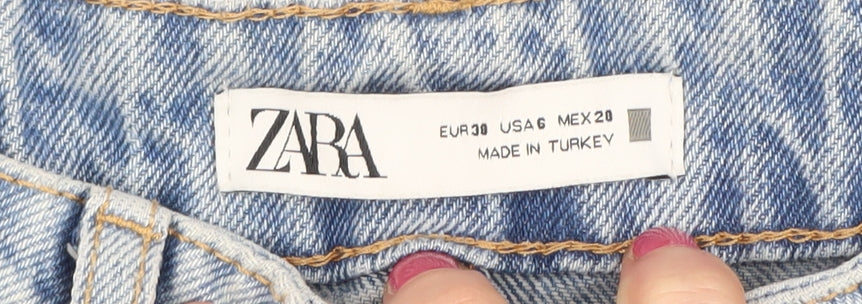 ZARA
EUR 38 USA 6 MEX 28
MADE IN TURKEY